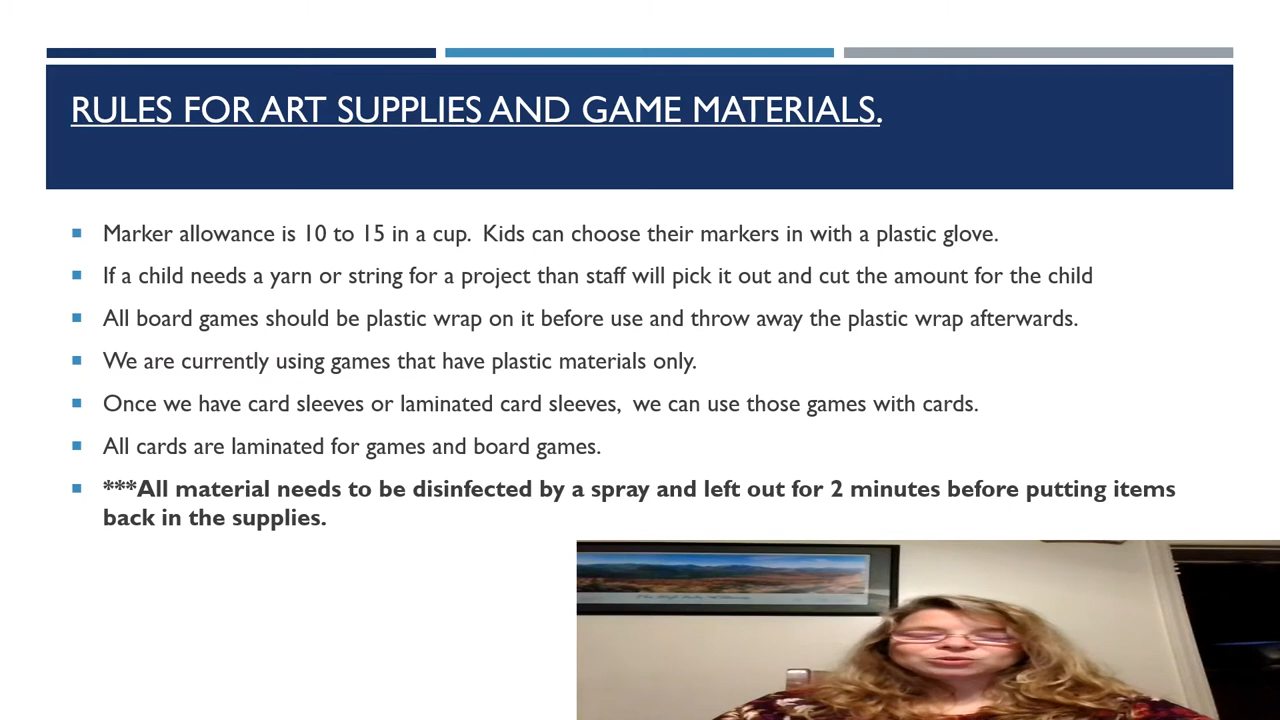 RULES FOR ART SUPPLIES AND GAME MATERIALS.
Marker allowance is 10 to 15 in a cup. Kids can choose their markers in with a plastic glove.
If a child needs a yarn or string for a project than staff will pick it out and cut the amount for the child
All board games should be plastic wrap on it before use and throw away the plastic wrap afterwards.
We are currently using games that have plastic materials only.
Once we have card sleeves or laminated card sleeves, we can use those games with cards.
All cards are laminated for games and board games.
***All material needs to be disinfected by a spray and left out for 2 minutes before putting items
back in the supplies.